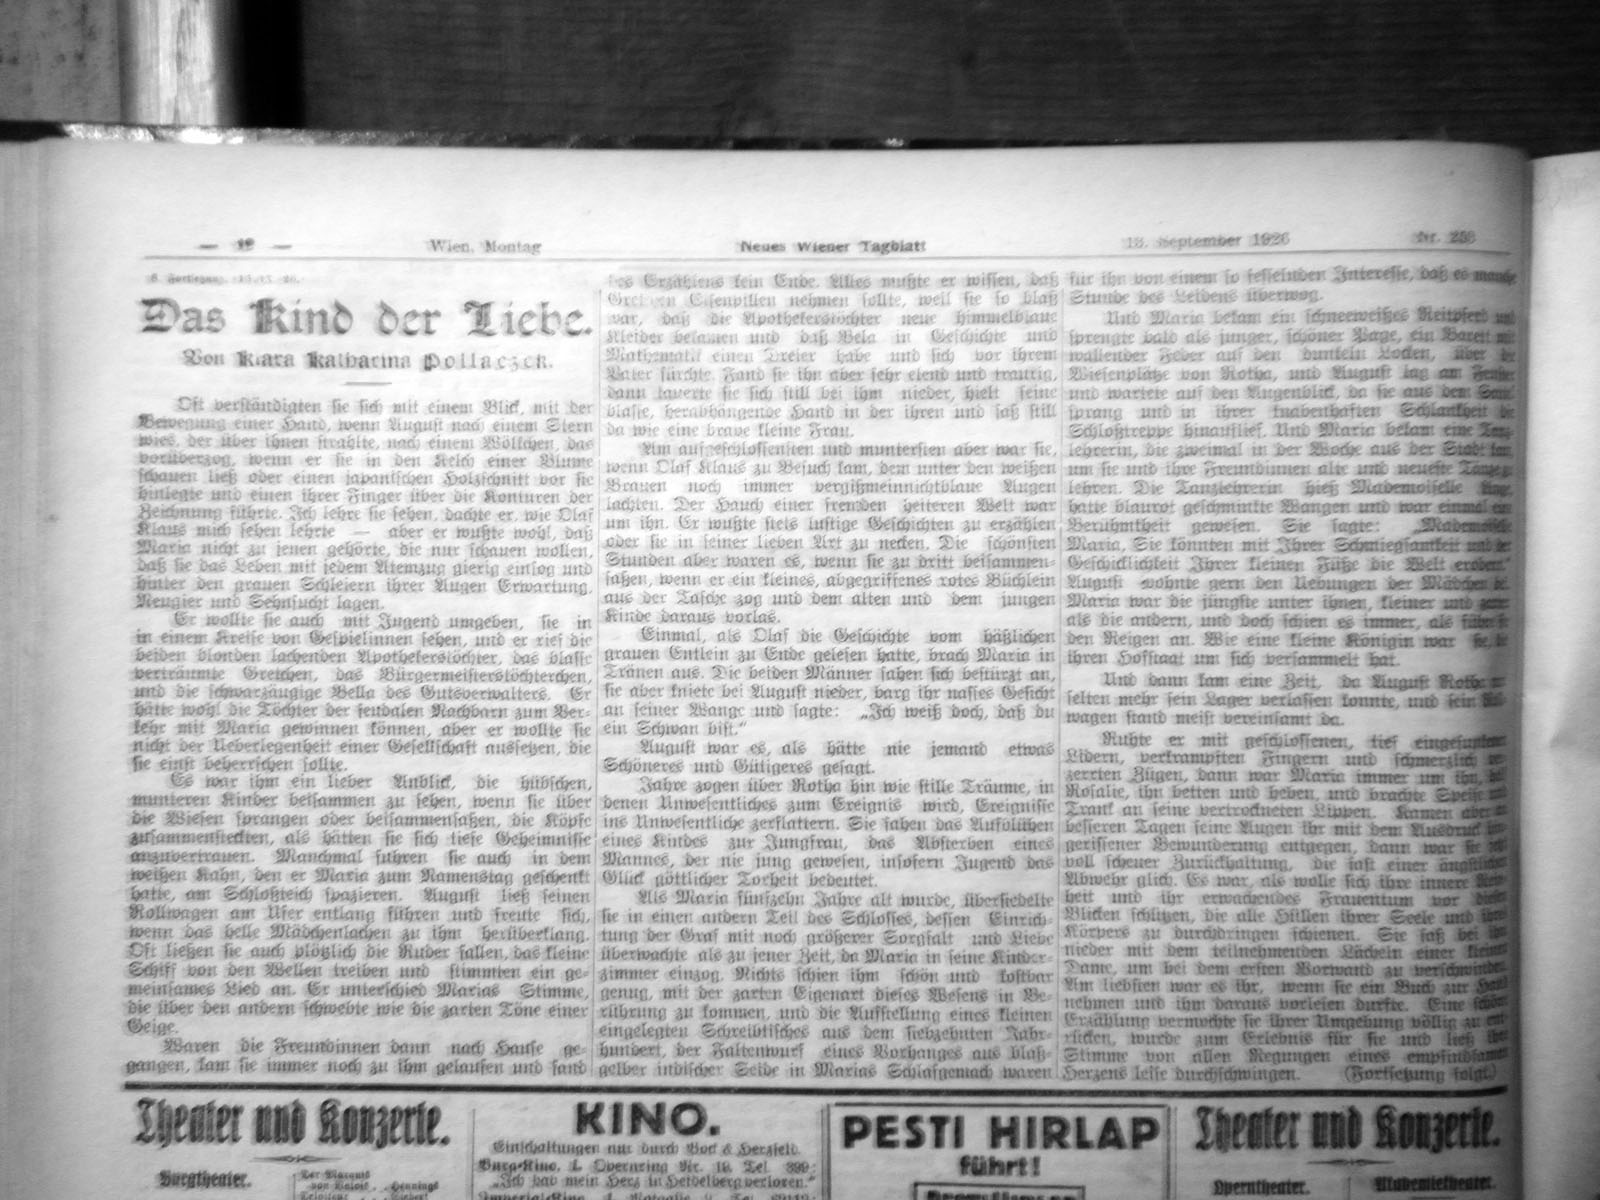 Wien, Montag
Neues Wiener Tagblatt
13. September 1926
Nr. 253
Das Kind der Liebe.
Von Klara Katharina Pollaczek.
Oft verständigten sie sich mit einem Blick, mit der
Bewegung einer Hand, wenn August nach einem Stern
wies, der über ihnen strahlte, nach einem Wölkchen, das
vorüberzog, wenn er sie in den Kelch einer Blume
schauen ließ oder einen japanischen Holzschnitt vor sie
hinlegte und einen ihrer Finger über die Konturen der
Zeichnung führte. Ich lehre sie sehen, dachte er, wie Olaf
Klaus mich sehen lehrte — aber er wußte wohl, daß
Maria nicht zu jenen gehörte, die nur schauen wollen,
daß sie das Leben mit jedem Atemzug gierig einsog und
hinter den grauen Schleiern ihrer Augen Erwartung,
Neugier und Sehnsucht lagen.
Er wollte sie auch mit Jugend umgeben, sie in
in einem Kreise von Gespielinnen sehen, und er rief die
beiden blonden lachenden Apothekerstöchter, das blasse
verträumte Gretchen, das Bürgermeisterstöchterchen,
und die schwarzäugige Bella des Gutsverwalters. Er
hätte wohl die Töchter der feudalen Nachbarn zum Ver-
kehr mit Maria gewinnen können, aber er wollte sie
nicht der Ueberlegenheit einer Gesellschaft aussetzen, die
sie einst beherrschen sollte.
Es war ihm ein lieber Anblick, die hübschen,
munteren Kinder beisammen zu sehen, wenn sie über
die Wiesen sprangen oder beisammensaßen, die Köpfe
zusammensteckten, als hätten sie sich tiefe Geheimnisse
anzuvertrauen. Manchmal fuhren sie auch in dem
weißen Kahn, den er Maria zum Namenstag geschenkt
hatte, am Schloßteich spazieren. August ließ seinen
Rollwagen am Ufer entlang führen und freute sich,
wenn das helle Mädchenlachen zu ihm herüberklang.
Oft ließen sie auch plötzlich die Ruder fallen, das kleine
Schiff von den Wellen treiben und stimmten ein ge-
meinsames Lied an. Er unterschied Marias Stimme,
die über den andern schwebte wie die zarten Töne einer
Geige.
Waren die Freundinnen dann nach Hause ge-
gangen, kam sie immer noch zu ihm gelaufen und fand
des Erzählens kein Ende. Alles mußte er wissen, daß
Gretchen Eisenpillen nehmen sollte, weil sie so blaß
war, daß die Apothekerstöchter neue himmelblaue
Kleider bekamen und daß Bela in Geschichte und
Mathematik einen Dreier habe und sich vor ihrem
Vater fürchte. Fand sie ihn aber sehr elend und traurig,
dann kauerte sie sich still bei ihm nieder, hielt seine
blasse, herabhängende Hand in der ihren und saß still
da wie eine brave kleine Frau.
Am aufgeschlossensten und muntersten aber war sie,
wenn Olaf Klaus zu Besuch kam, dem unter den weißen
Brauen noch immer vergißmeinnichtblaue Augen
lachten. Der Hauch einer fremden heiteren Welt war
um ihn. Er wußte stets lustige Geschichten zu erzählen
oder sie in seiner lieben Art zu necken. Die schönsten
Stunden aber waren es, wenn sie zu dritt beisammen-
saßen, wenn er ein kleines, abgegriffenes rotes Büchlein
aus der Tasche zog und dem alten und dem jungen
Kinde daraus vorlas.
Einmal, als Olaf die Geschichte vom häßlichen
grauen Entlein zu Ende gelesen hatte, brach Maria in
Tränen aus. Die beiden Männer sahen sich bestürzt an,
sie aber kniete bei August nieder, barg ihr nasses Gesicht
an seiner Wange und sagte: „Ich weiß doch, daß du
ein Schwan bist."
August war es, als hätte nie jemand etwas
Schöneres und Gütigeres gesagt.
Jahre zogen über Rotha hin wie stille Träume, in
denen Unwesentliches zum Ereignis wird, Ereignisse
ins Unwesentliche zerflattern. Sie sahen das Aufblühen
eines Kindes zur Jungfrau, das Absterben eines
Mannes, der nie jung gewesen, insofern Jugend das
Glück göttlicher Torheit bedeutet.
Als Maria fünfzehn Jahre alt wurde, übersiedelte
sie in einen andern Teil des Schlosses, dessen Einrich-
tung der Graf mit noch größerer Sorgfalt und Liebe
überwachte als zu jener Zeit, da Maria in seine Kinder-
zimmer einzog. Nichts schien ihm schön und kostbar
genug, mit der zarten Eigenart dieses Wesens in Be-
rührung zu kommen, und die Aufstellung eines kleinen
eingelegten Schreibtisches aus dem siebzehnten Jahr-
hundert, der Faltenwurf eines Vorhanges aus blaß-
gelber indischer Seide in Marias Schlafgemach waren
für ihn von einem so fesselnden Interesse, daß es manche
Stunde des Leidens überwog.
Und Maria bekam ein schneeweißes Reitpferd und
sprengte bald als junger, schöner Page, ein Barett mit
wallender Feder auf den dunkeln Locken, über die
Wiesenplätze von Rotha, und August lag am Fenster
und wartete auf den Augenblick, da sie aus dem Sattel
sprang und in ihrer knabenhaften Schlankheit die
Schloßtreppe hinauflief. Und Maria bekam eine Tanz-
lehrerin, die zweimal in der Woche aus der Stadt kam,
um sie und ihre Freundinnen alte und neueste Tänze zu
lehren. Die Tanzlehrerin hieß Mademoiselle
hatte blaurot geschminkte Wangen und war einmal eine
Berühmtheit gewesen. Sie sagte: „Mademoiselle
Maria, Sie könnten mit Ihrer Schmiegsamkeit und der
Geschicklichkeit Ihrer kleinen Füße die Welt erobern."
August wohnte gern den Uebungen der Mädchen bei.
Maria war die jüngste unter ihnen, kleiner und zarter
als die andern, und doch schien es immer, als führe sie
den Reigen an. Wie eine kleine Königin war sie, die
ihren Hofstaat um sich versammelt hat.
Und dann kam eine Zeit, da August Rotha
selten mehr sein Lager verlassen konnte, und sein Roll-
wagen stand meist vereinsamt da.
Ruhte er mit geschlossenen, tief eingesunkenen
Lidern, verkrampften Fingern und schmerzlich ver-
zerrten Zügen, dann war Maria immer um ihn, half
Rosalie, ihn betten und heben, und brachte Speise und
Trank an seine vertrockneten Lippen. Kamen aber an
besseren Tagen seine Augen ihr mit dem Ausdruck
gerissener Bewunderung entgegen, dann war sie
voll scheuer Zurückhaltung, die fast einer ängstlichen
Abwehr glich. Es war, als wolle sich ihre innere Rein-
heit und ihr erwachendes Frauentum vor diesen
Blicken schützen, die alle Hüllen ihrer Seele und ihres
Körpers zu durchdringen schienen. Sie saß bei ihm
nieder mit dem teilnehmenden Lächeln einer kleinen
Dame, um bei dem ersten Vorwand zu verschwinden.
Am liebsten war es ihr, wenn sie ein Buch zur Hand
nehmen und ihm daraus vorlesen durfte. Eine schöne
Erzählung vermochte sie ihrer Umgebung völlig zu ent-
rücken, wurde zum Erlebnis für sie und ließ ihre
Stimme von allen Regungen eines empfindsamen
Herzens leise durchschwingen. (Fortsetzung folgt.)
Theater und Konzerte.
Burgtheater.
Der Marquis
KINO.
Einschaltungen nur durch Bock & Herzfeld.
Burg-Kino, I. Opernring Nr. 19. Tel.
„Ich hab mein Herz in Heidelberg verloren."
PESTI HIRLAP
führt!
Theater und Konzerte.
Operntheater.
Akademietheater.